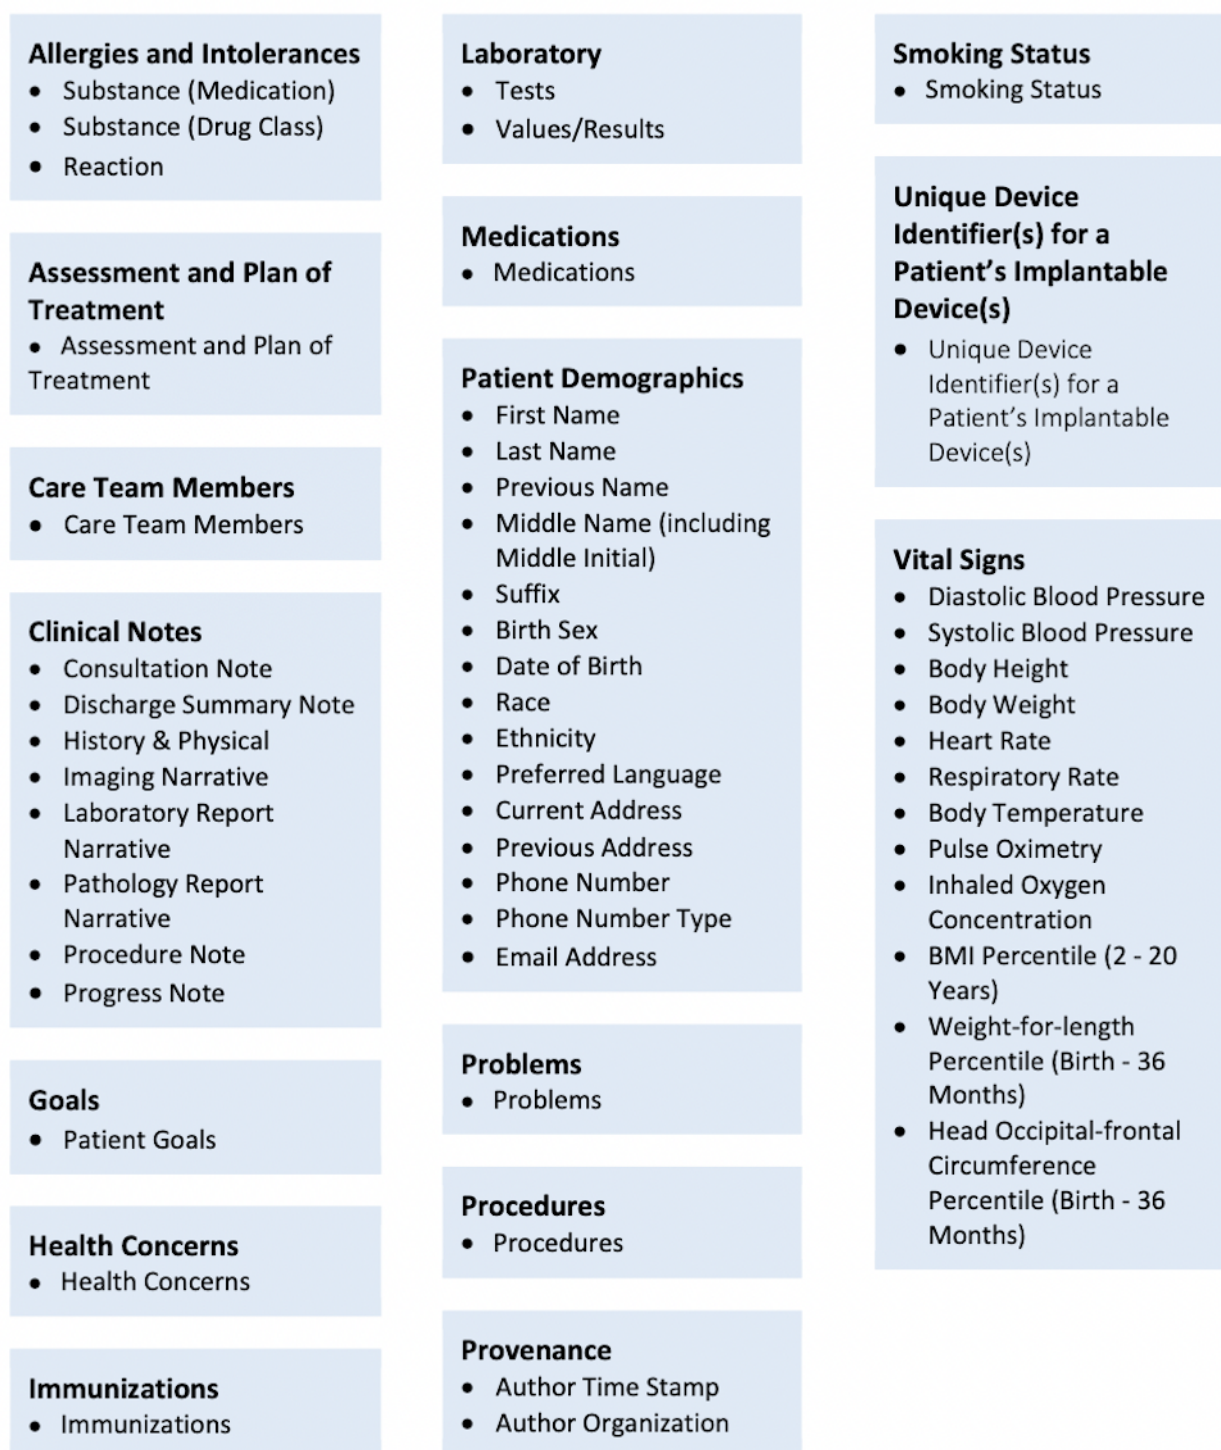 Allergies and Intolerances
• Substance (Medication)
• Substance (Drug Class)
• Reaction
Assessment and Plan of
Treatment
• Assessment and Plan of
Treatment
Care Team Members
• Care Team Members
Clinical Notes
• Consultation Note
• Discharge Summary Note
• History & Physical
• Imaging Narrative
• Laboratory Report
Narrative
• Pathology Report
Narrative
• Procedure Note
• Progress Note
Goals
• Patient Goals
Health Concerns
• Health Concerns
Immunizations
• Immunizations
Laboratory
• Tests
• Values/Results
Medications
• Medications
Patient Demographics
• First Name
• Last Name
• Previous Name
• Middle Name (including
Middle Initial)
• Suffix
• Birth Sex
• Date of Birth
• Race
• Ethnicity
• Preferred Language
• Current Address
• Previous Address
• Phone Number
• Phone Number Type
• Email Address
Problems
• Problems
Procedures
• Procedures
Provenance
• Author Time Stamp
• Author Organization
Smoking Status
• Smoking Status
Unique Device
Identifier(s) for a
Patient’s Implantable
Device(s)
• Unique Device
Identifier(s) for a
Patient’s Implantable
Device(s)
Vital Signs
• Diastolic Blood Pressure
• Systolic Blood Pressure
• Body Height
• Body Weight
• Heart Rate
• Respiratory Rate
• Body Temperature
• Pulse Oximetry
• Inhaled Oxygen
Concentration
• BMI Percentile (2 - 20
Years)
• Weight-for-length
Percentile (Birth - 36
Months)
• Head Occipital-frontal
Circumference
Percentile (Birth - 36
Months)